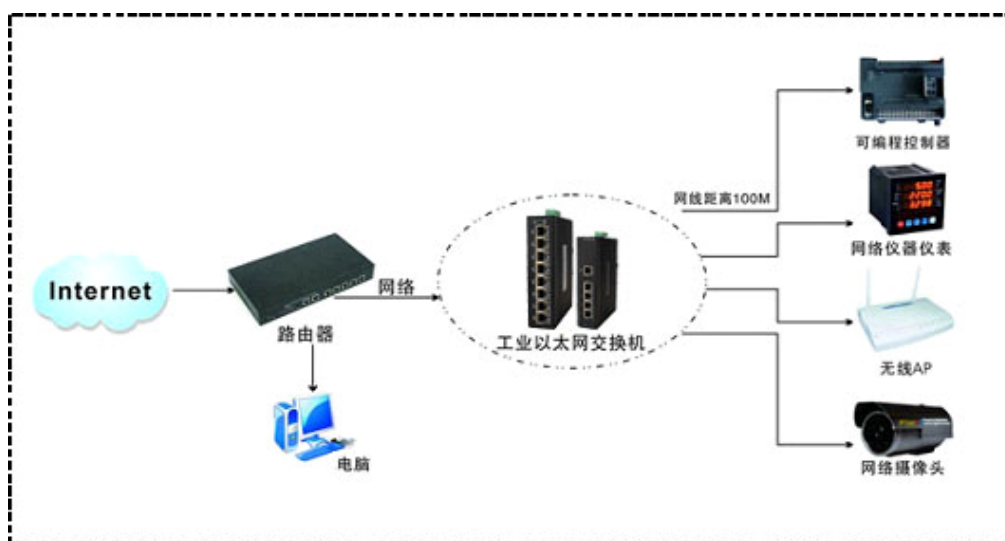 可编程控制器
网线距离100M
网络仪器仪表
Internet
网络
路由器
工业以太网交换机
无线AP
电脑
网络摄像头